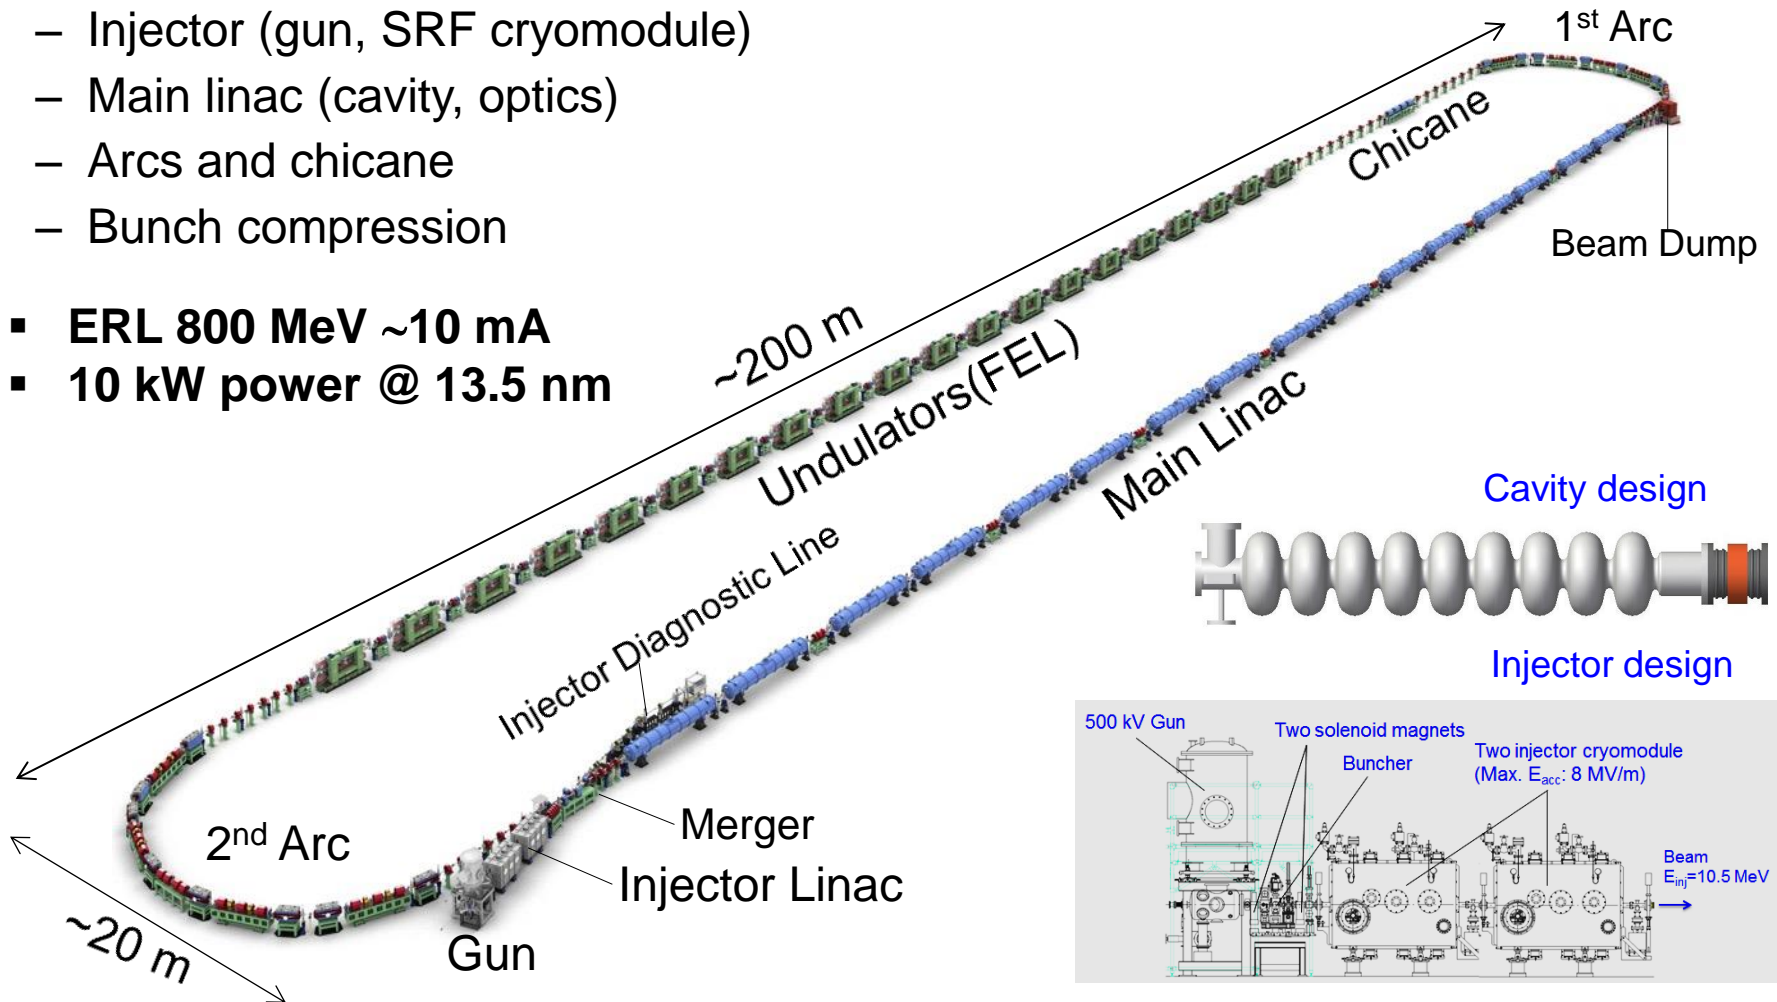 – Injector (gun, SRF cryomodule)
– Main linac (cavity, optics)
– Arcs and chicane
– Bunch compression
▪ ERL 800 MeV ~10 mA
▪ 10 kW power @ 13.5 nm
1st Arc
Chicane
Beam Dump
~200 m
Undulators(FEL)
Main Linac
Injector Diagnostic Line
2nd Arc
Merger
Injector Linac
Gun
~20 m
Cavity design
Injector design
500 kV Gun
Two solenoid magnets
Buncher
Two injector cryomodule
(Max. Eacc: 8 MV/m)
Beam
Einj=10.5 MeV